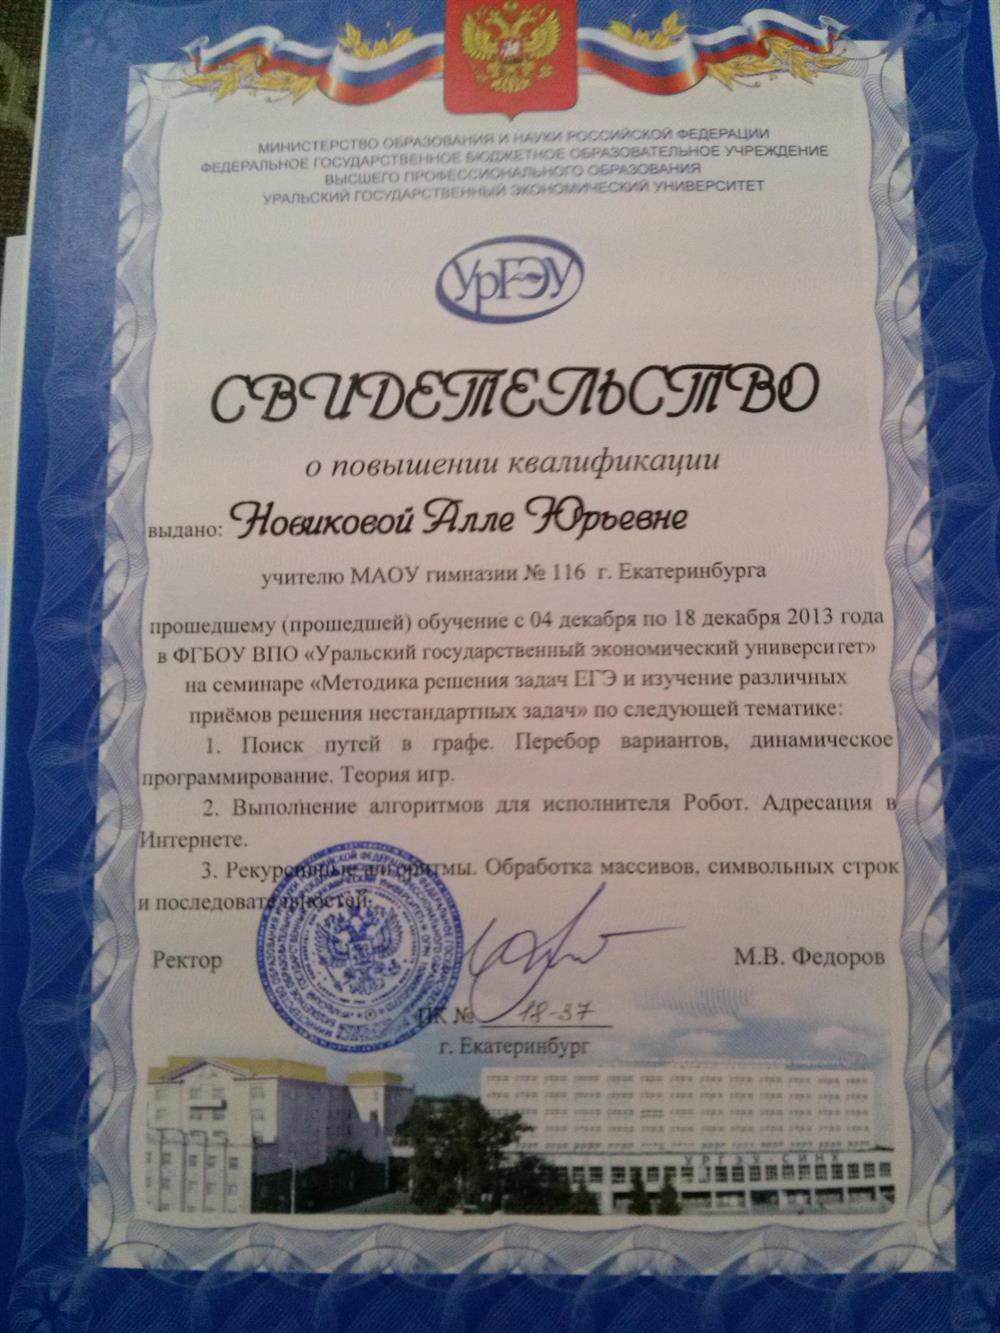 МИНИСТЕРСТВО ОБРАЗОВАНИЯ И НАУКИ РОССИЙСКОЙ ФЕДЕРАЦИИ
ФЕДЕРАЛЬНОЕ ГОСУДАРСТВЕННОЕ БЮДЖЕТНОЕ ОБРАЗОВАТЕЛЬНОЕ УЧРЕЖДЕНИЕ
ВЫСШЕГО ПРОФЕССИОНАЛЬНОГО ОБРАЗОВАНИЯ
УРАЛЬСКИЙ ГОСУДАРСТВЕННЫЙ ЭКОНОМИЧЕСКИЙ УНИВЕРСИТЕТ
УрГЭУ
СВИДЕТЕЛЬСТВО
о повышении квалификации
выдано: Новиковой Алле Юрьевне
учителю МАОУ гимназии № 116 г. Екатеринбурга
прошедшему (прошедшей) обучение с 04 декабря по 18 декабря 2013 года
в ФГБОУ ВПО «Уральский государственный экономический университет»
на семинаре «Методика решения задач ЕГЭ и изучение различных
приёмов решения нестандартных задач» по следующей тематике:
1. Поиск путей в графе. Перебор вариантов, динамическое
программирование. Теория игр.
2. Выполнение алгоритмов для исполнителя Робот. Адресация в
Интернете.
3. Рекурсивные алгоритмы. Обработка массивов, символьных строк
и последовательностей.
Ректор М.В. Федоров
ПК № 18-37
г. Екатеринбург
УРГЭУ-СИНХ